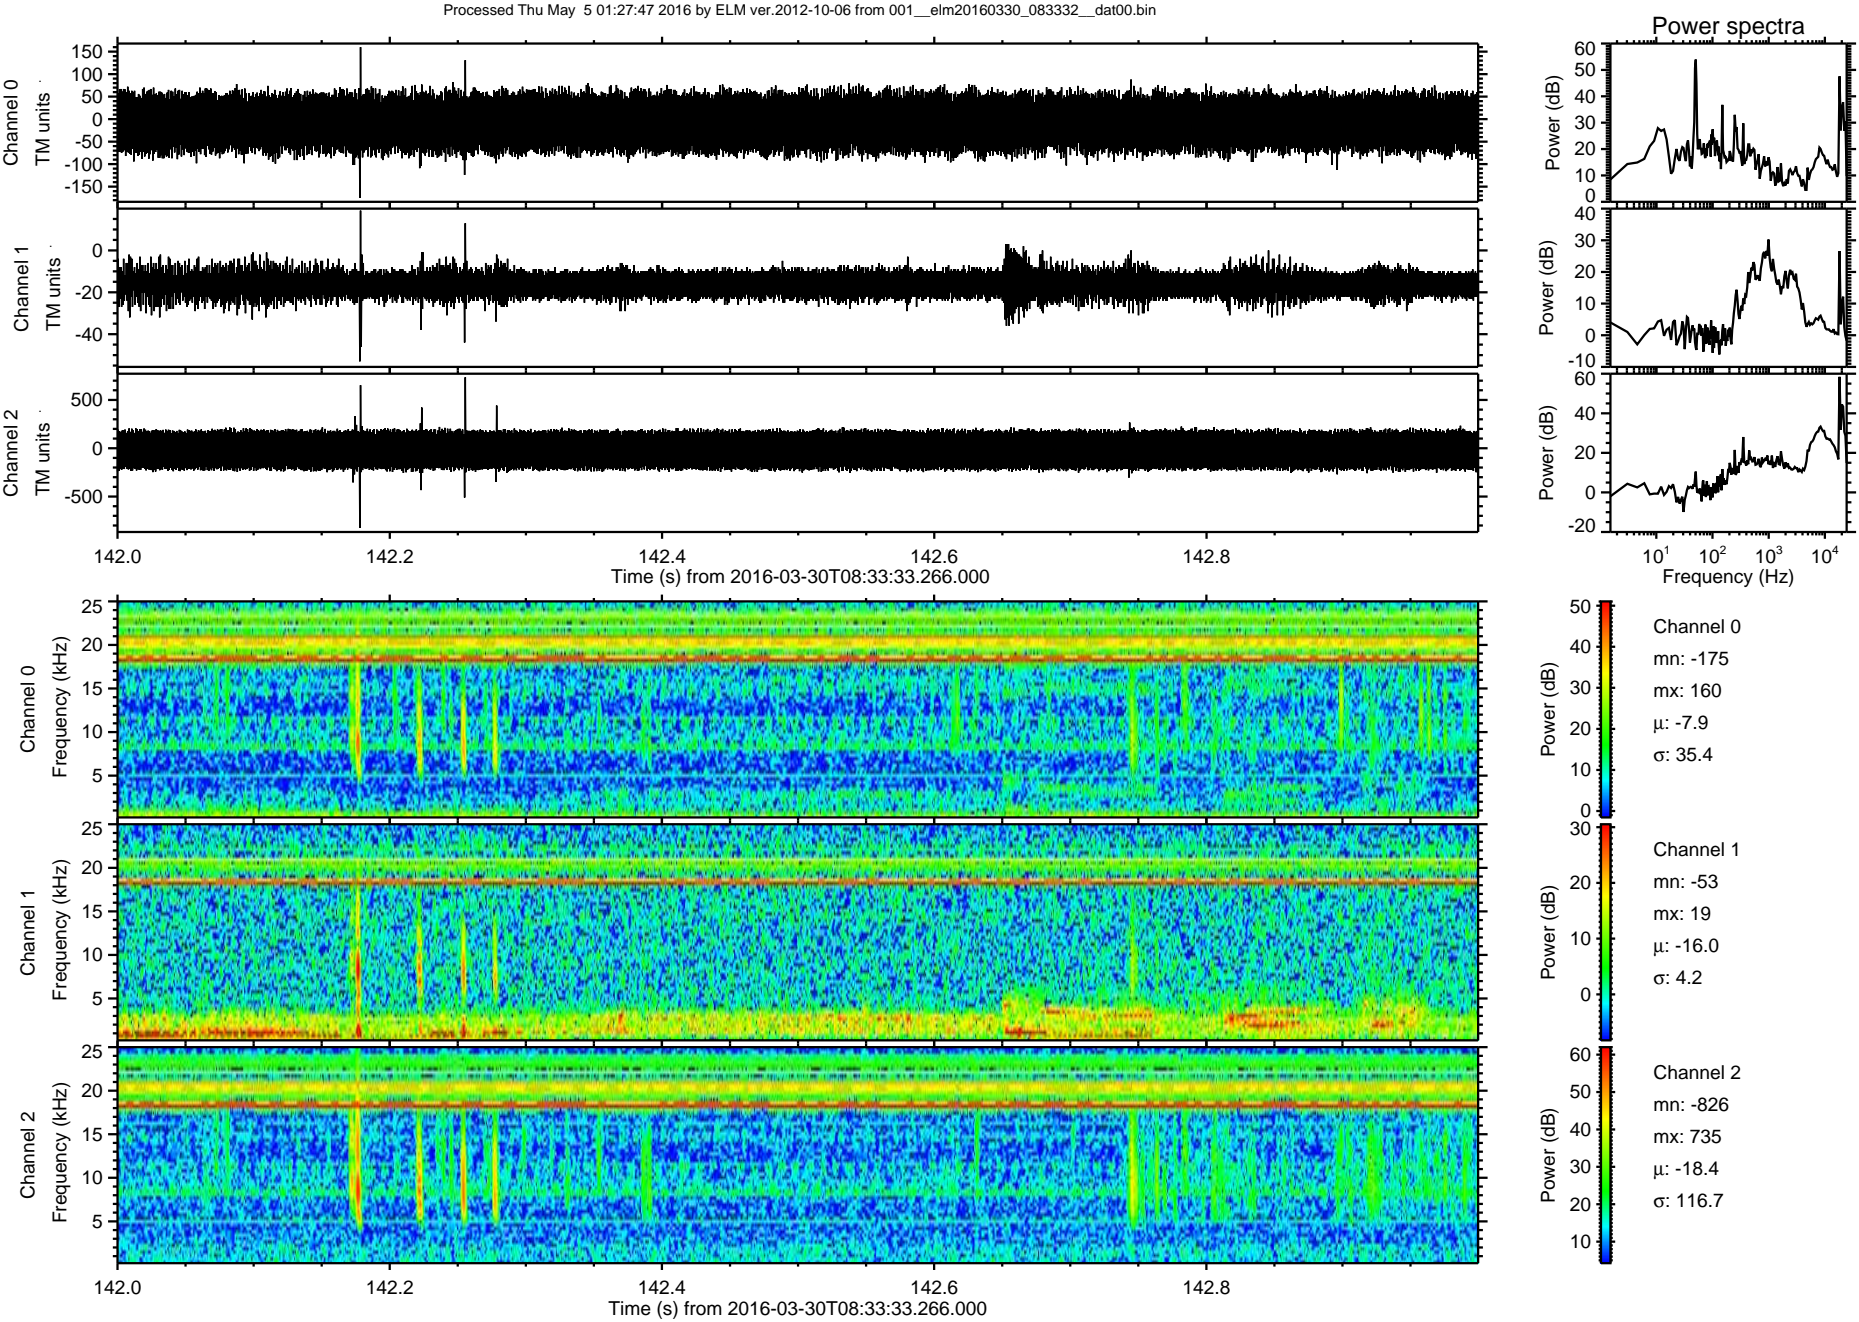 Processed Thu May  5 01:27:47 2016 by ELM ver.2012-10-06 from 001__elm20160330_083332__dat00.bin
Power spectra
Channel 0
TM units
150
100
50
0
-50
-100
-150
Power (dB)
60
50
40
30
20
10
0
Channel 1
TM units
0
-20
-40
Power (dB)
40
30
20
10
0
-10
Channel 2
TM units
500
0
-500
Power (dB)
60
40
20
0
-20
142.0 142.2 142.4 142.6 142.8
Time (s) from 2016-03-30T08:33:33.266.000
10^1 10^2 10^3 10^4
Frequency (Hz)
Channel 0
Frequency (kHz)
25
20
15
10
5
Power (dB)
50
40
30
20
10
0
Channel 0
mn: -175
mx: 160
μ: -7.9
σ: 35.4
Channel 1
Frequency (kHz)
25
20
15
10
5
Power (dB)
30
20
10
0
Channel 1
mn: -53
mx: 19
μ: -16.0
σ: 4.2
Channel 2
Frequency (kHz)
25
20
15
10
5
Power (dB)
60
50
40
30
20
10
Channel 2
mn: -826
mx: 735
μ: -18.4
σ: 116.7
142.0 142.2 142.4 142.6 142.8
Time (s) from 2016-03-30T08:33:33.266.000